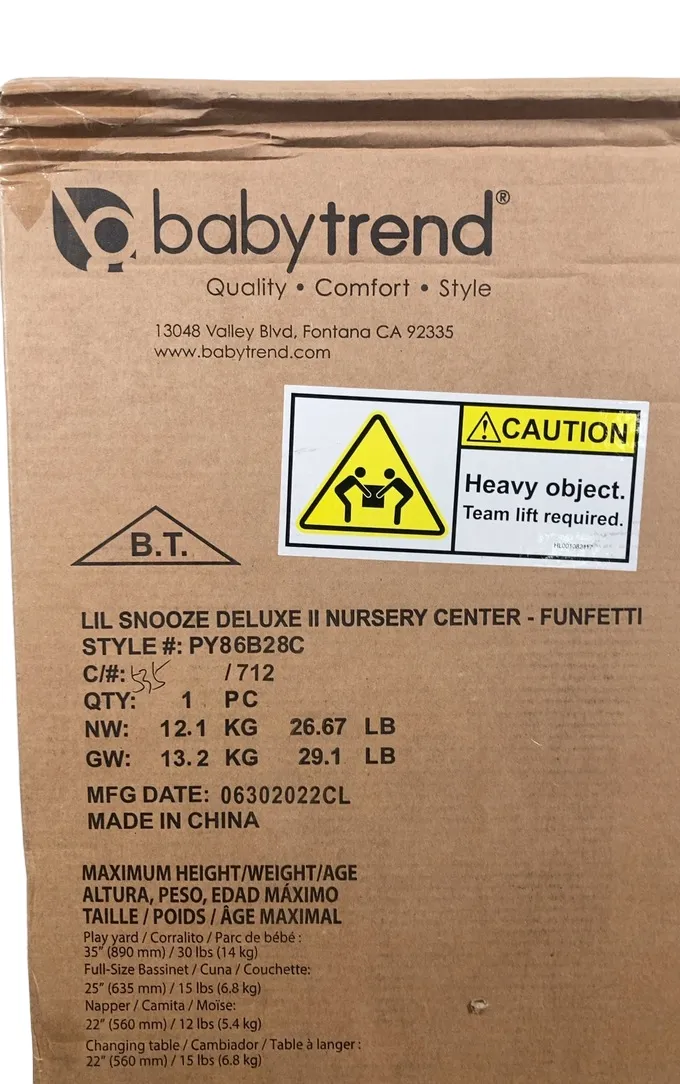 babytrend®
Quality • Comfort • Style
13048 Valley Blvd, Fontana CA 92335
www.babytrend.com
CAUTION
Heavy object.
Team lift required.
B.T.
LIL SNOOZE DELUXE II NURSERY CENTER - FUNFETTI
STYLE #: PY86B28C
C/#: 535 / 712
QTY: 1 PC
NW: 12.1 KG 26.67 LB
GW: 13.2 KG 29.1 LB
MFG DATE: 06302022CL
MADE IN CHINA
MAXIMUM HEIGHT/WEIGHT/AGE
ALTURA, PESO, EDAD MÁXIMO
TAILLE / POIDS / ÂGE MAXIMAL
Play yard / Corralito / Parc de bébé :
35" (890 mm) / 30 lbs (14 kg)
Full-Size Bassinet / Cuna / Couchette:
25" (635 mm) / 15 lbs (6.8 kg)
Napper / Camita / Moïse:
22" (560 mm) / 12 lbs (5.4 kg)
Changing table / Cambiador / Table à langer :
22" (560 mm) / 15 lbs (6.8 kg)